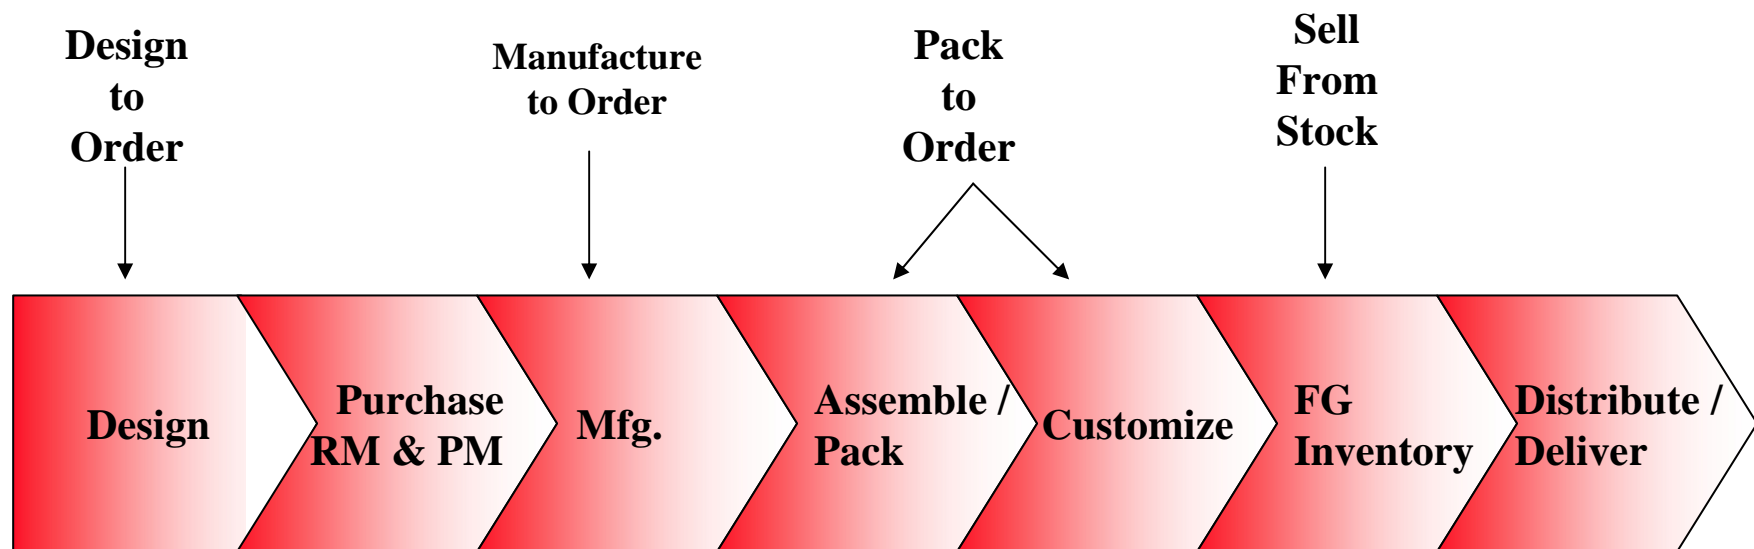 Design
to
Order
Manufacture
to Order
Pack
to
Order
Sell
From
Stock
Design
Purchase
RM & PM
Mfg.
Assemble /
Pack
Customize
FG
Inventory
Distribute /
Deliver